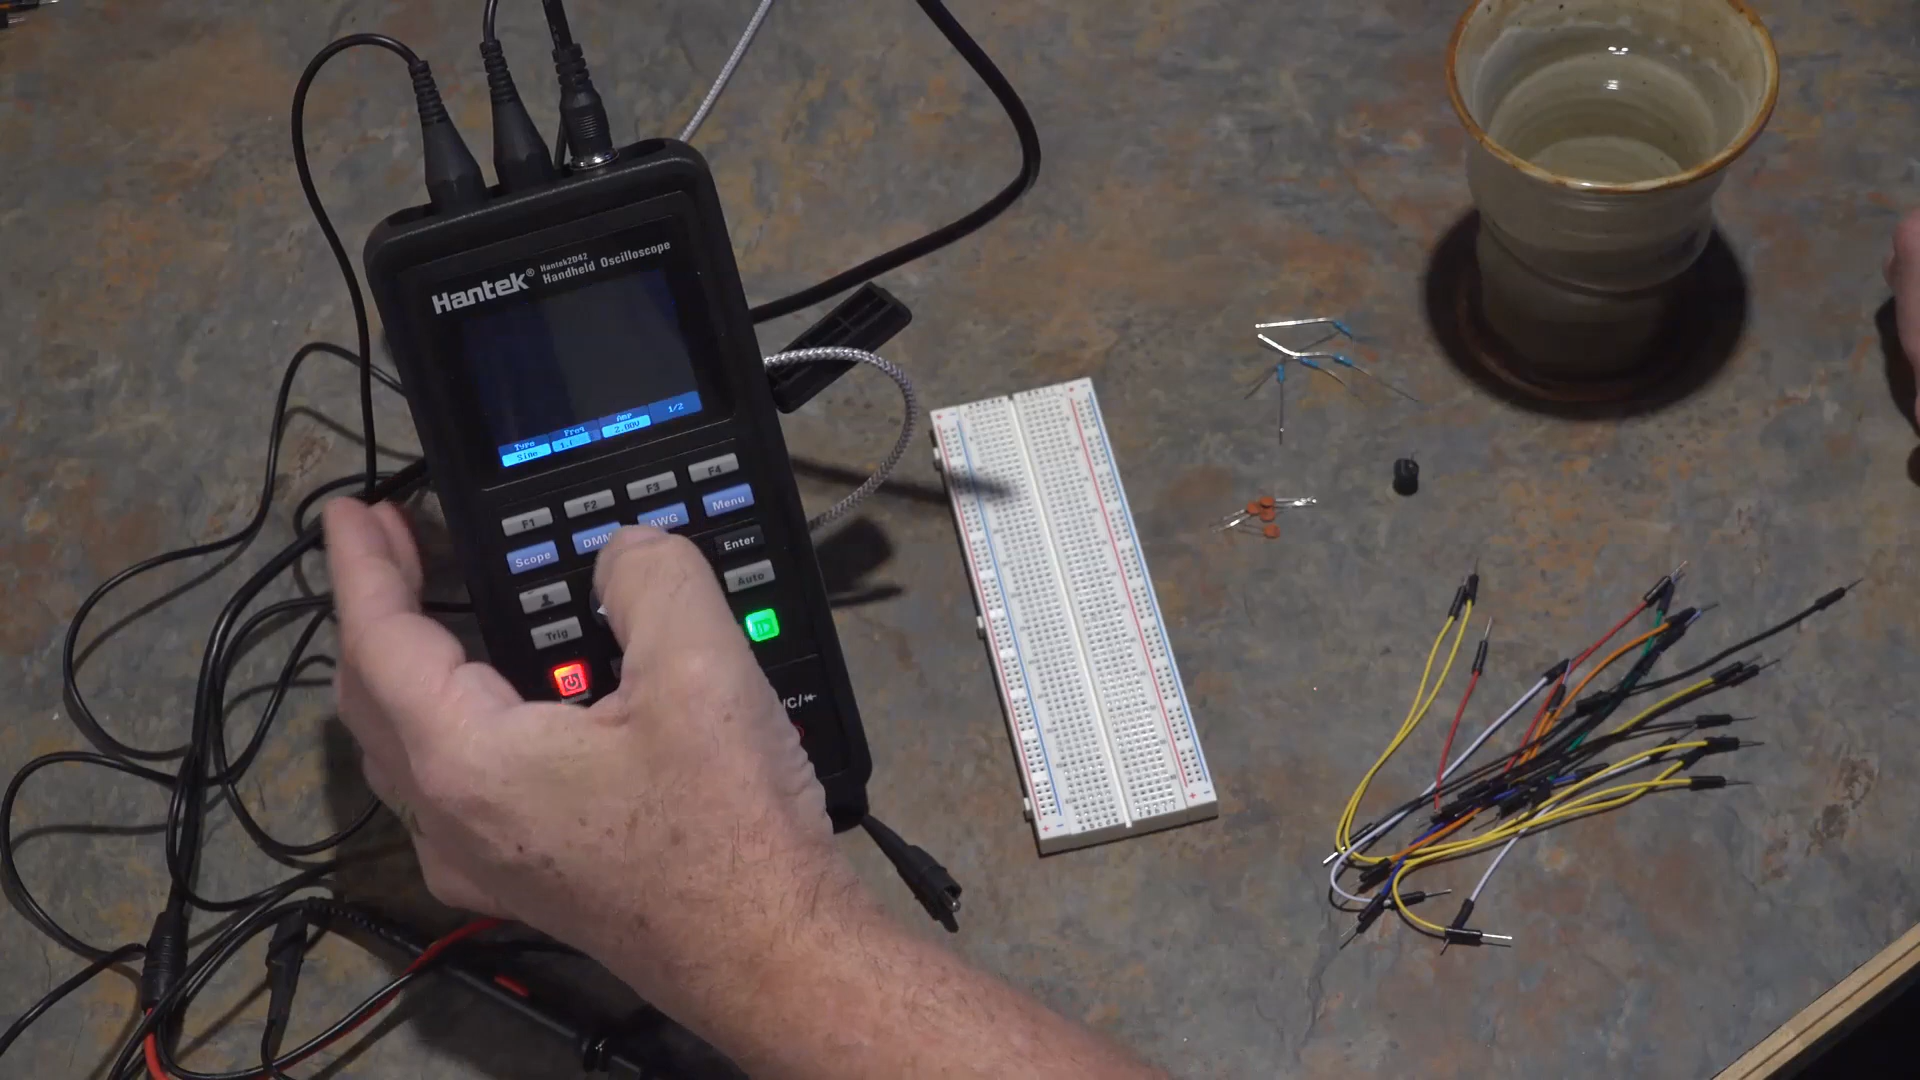 Hantek®
Hantek2D42
Handheld Oscilloscope
Type Freq Amp 1/2
Sine 2.00V
F1 F2 F3 F4
Scope DMM AWG Menu
Enter
Auto
Trig